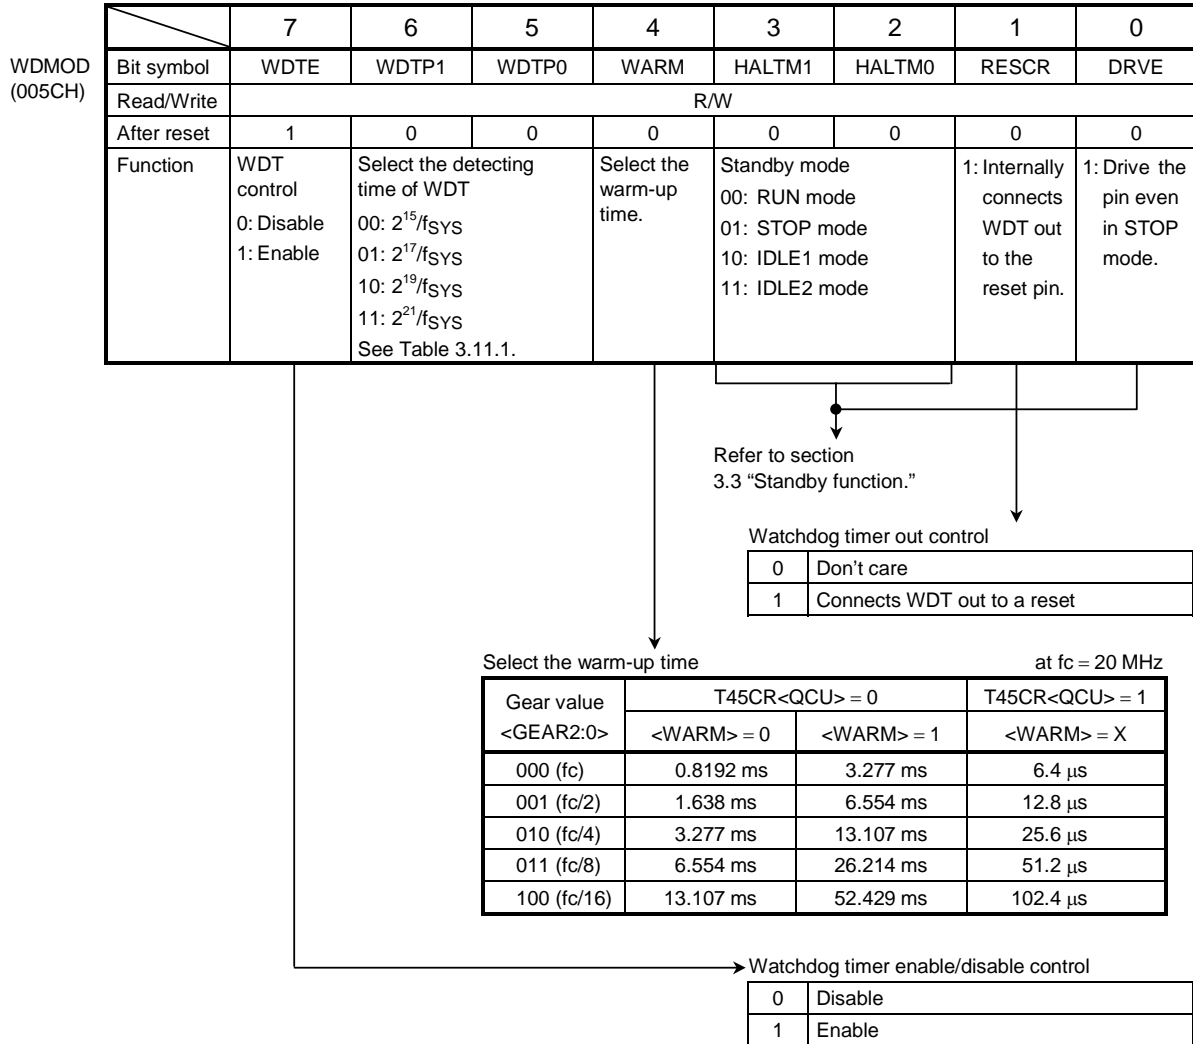 7 6 5 4 3 2 1 0
WDMOD
(005CH)
Bit symbol WDTE WDTP1 WDTP0 WARM HALTM1 HALTM0 RESCR DRVE
Read/Write R/W
After reset 1 0 0 0 0 0 0 0
Function
WDT
control
0: Disable
1: Enable
Select the detecting
time of WDT
00: 2¹⁵/fSYS
01: 2¹⁷/fSYS
10: 2¹⁹/fSYS
11: 2²¹/fSYS
See Table 3.11.1.
Select the
warm-up
time.
Standby mode
00: RUN mode
01: STOP mode
10: IDLE1 mode
11: IDLE2 mode
1: Internally
connects
WDT out
to the
reset pin.
1: Drive the
pin even
in STOP
mode.
Refer to section
3.3 “Standby function.”
Watchdog timer out control
0 Don’t care
1 Connects WDT out to a reset
Select the warm-up time at fc = 20 MHz
Gear value T45CR<QCU> = 0 T45CR<QCU> = 1
<GEAR2:0> <WARM> = 0 <WARM> = 1 <WARM> = X
000 (fc) 0.8192 ms 3.277 ms 6.4 μs
001 (fc/2) 1.638 ms 6.554 ms 12.8 μs
010 (fc/4) 3.277 ms 13.107 ms 25.6 μs
011 (fc/8) 6.554 ms 26.214 ms 51.2 μs
100 (fc/16) 13.107 ms 52.429 ms 102.4 μs
Watchdog timer enable/disable control
0 Disable
1 Enable